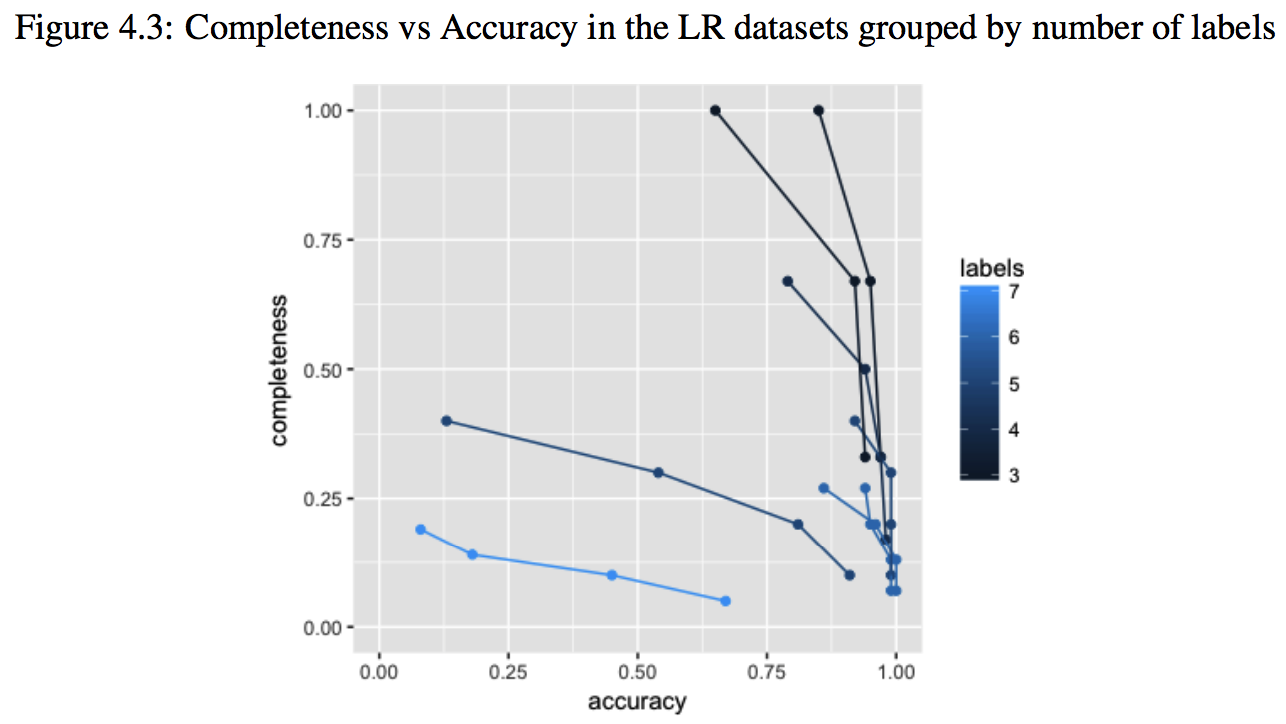 Figure 4.3: Completeness vs Accuracy in the LR datasets grouped by number of labels
1.00
0.75
0.50
0.25
0.00
completeness
0.00 0.25 0.50 0.75 1.00
accuracy
labels
7
6
5
4
3